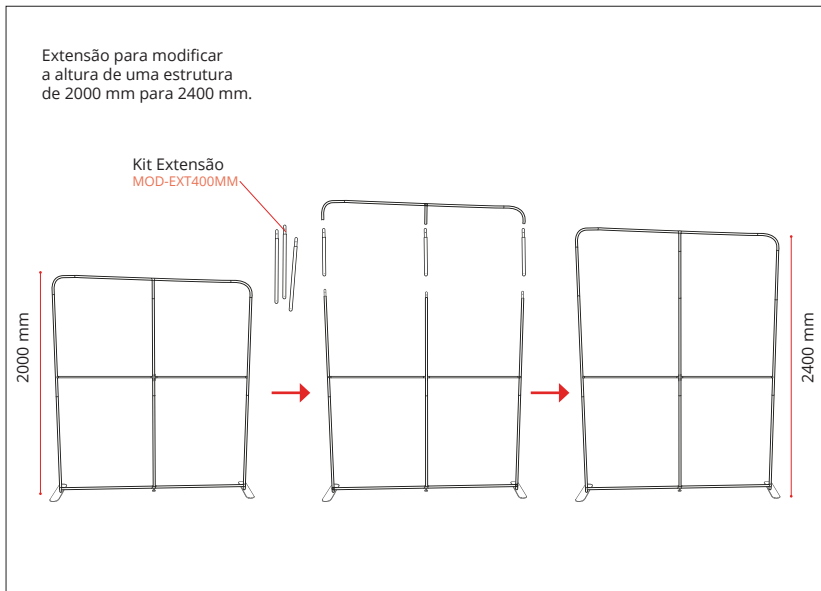 Extensão para modificar
a altura de uma estrutura
de 2000 mm para 2400 mm.
Kit Extensão
MOD-EXT400MM
2000 mm
2400 mm